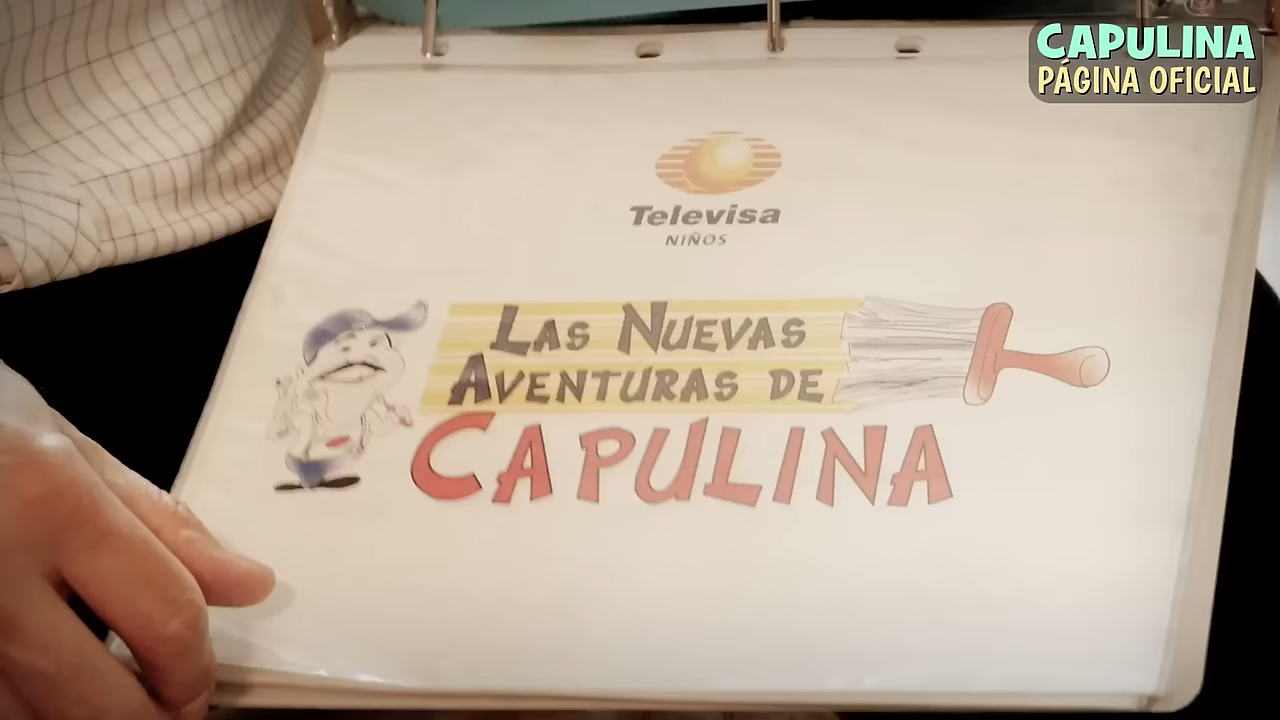 CAPULINA
PÁGINA OFICIAL
Televisa
NIÑOS
LAS NUEVAS
AVENTURAS DE
CAPULINA